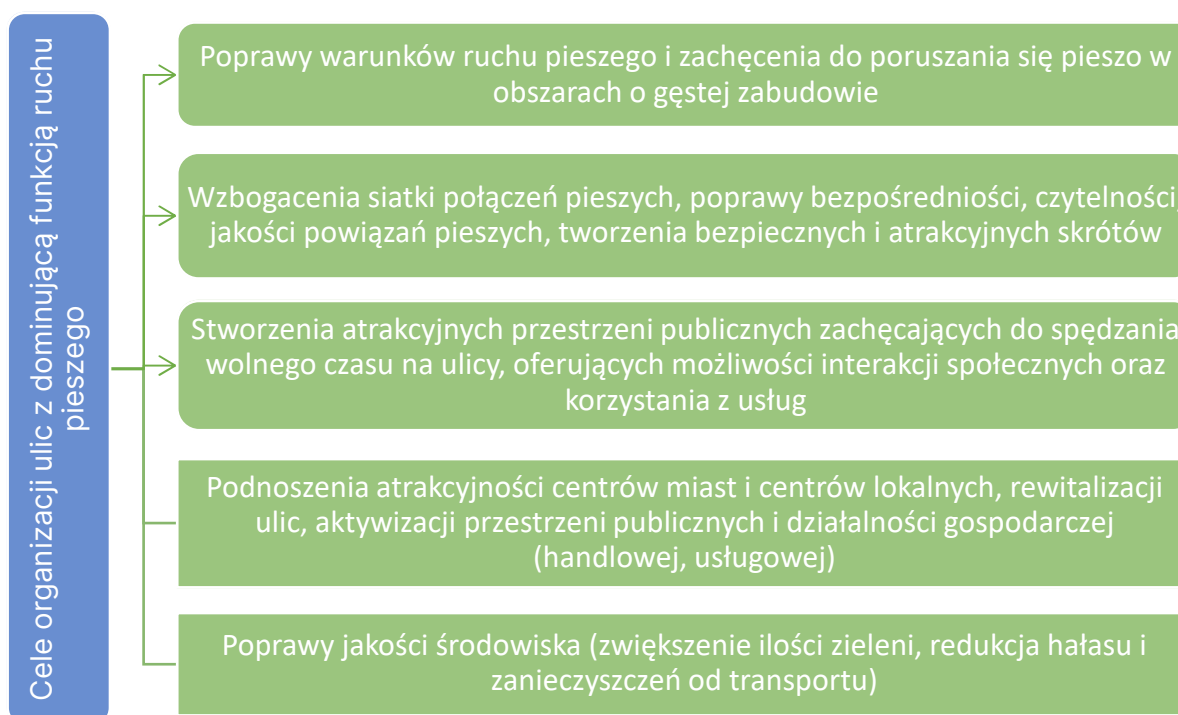 Cele organizacji ulic z dominującą funkcją ruchu
pieszego
Poprawy warunków ruchu pieszego i zachęcenia do poruszania się pieszo w
obszarach o gęstej zabudowie
Wzbogacenia siatki połączeń pieszych, poprawy bezpośredniości, czytelności,
jakości powiązań pieszych, tworzenia bezpiecznych i atrakcyjnych skrótów
Stworzenia atrakcyjnych przestrzeni publicznych zachęcających do spędzania
wolnego czasu na ulicy, oferujących możliwości interakcji społecznych oraz
korzystania z usług
Podnoszenia atrakcyjności centrów miast i centrów lokalnych, rewitalizacji
ulic, aktywizacji przestrzeni publicznych i działalności gospodarczej
(handlowej, usługowej)
Poprawy jakości środowiska (zwiększenie ilości zieleni, redukcja hałasu i
zanieczyszczeń od transportu)